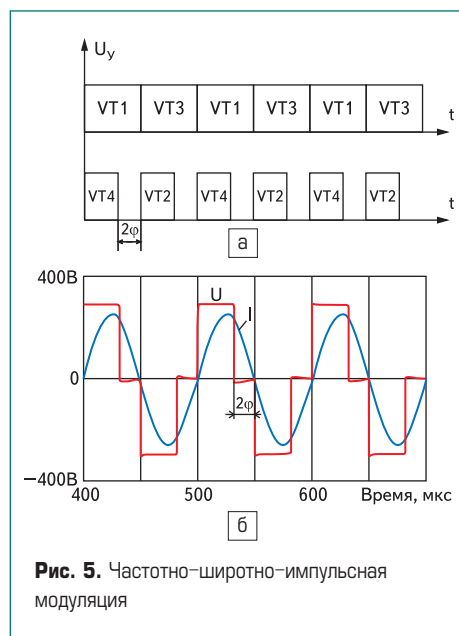 Uу
VT1 VT3 VT1 VT3 VT1 VT3
t
VT4 VT2 VT4 VT2 VT4 VT2
t
2φ
а
400В
U
I
0
2φ
−400В
400 500 600 Время, мкс
б
Рис. 5. Частотно-широтно-импульсная
модуляция